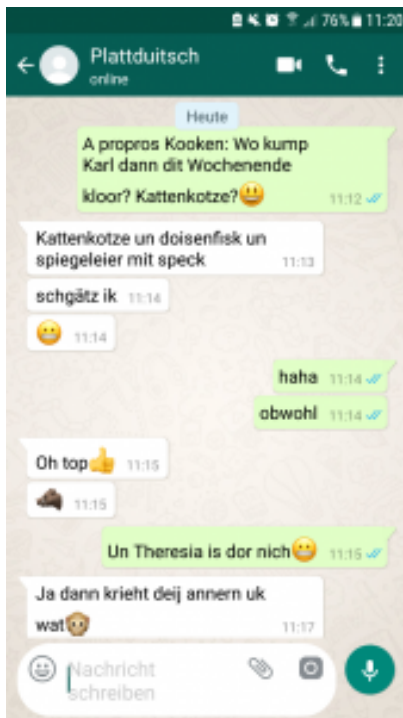 76% 11:20
Plattduitsch
online
Heute
A propros Kooken: Wo kump
Karl dann dit Wochenende
kloor? Kattenkotze?😃 11:12
Kattenkotze un doisenfisk un
spiegeleier mit speck 11:13
schgätz ik 11:14
😬 11:14
haha 11:14
obwohl 11:14
Oh top👍 11:15
11:15
Un Theresia is dor nich😬 11:15
Ja dann krieht deij annern uk
wat🙊 11:17
Nachricht
schreiben